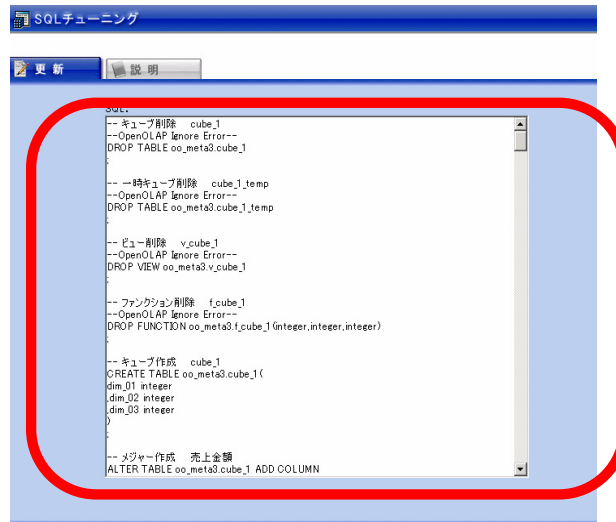 SQLチューニング
更 新
説 明
SQL:
-- キューブ削除 cube_1
--OpenOLAP Ignore Error--
DROP TABLE oo_meta3.cube_1
;
-- 一時キューブ削除 cube_1_temp
--OpenOLAP Ignore Error--
DROP TABLE oo_meta3.cube_1_temp
;
-- ビュー削除 v_cube_1
--OpenOLAP Ignore Error--
DROP VIEW oo_meta3.v_cube_1
;
-- ファンクション削除 f_cube_1
--OpenOLAP Ignore Error--
DROP FUNCTION oo_meta3.f_cube_1 (integer,integer,integer)
;
-- キューブ作成 cube_1
CREATE TABLE oo_meta3.cube_1 (
dim_01 integer
,dim_02 integer
,dim_03 integer
)
;
-- メジャー作成 売上金額
ALTER TABLE oo_meta3.cube_1 ADD COLUMN